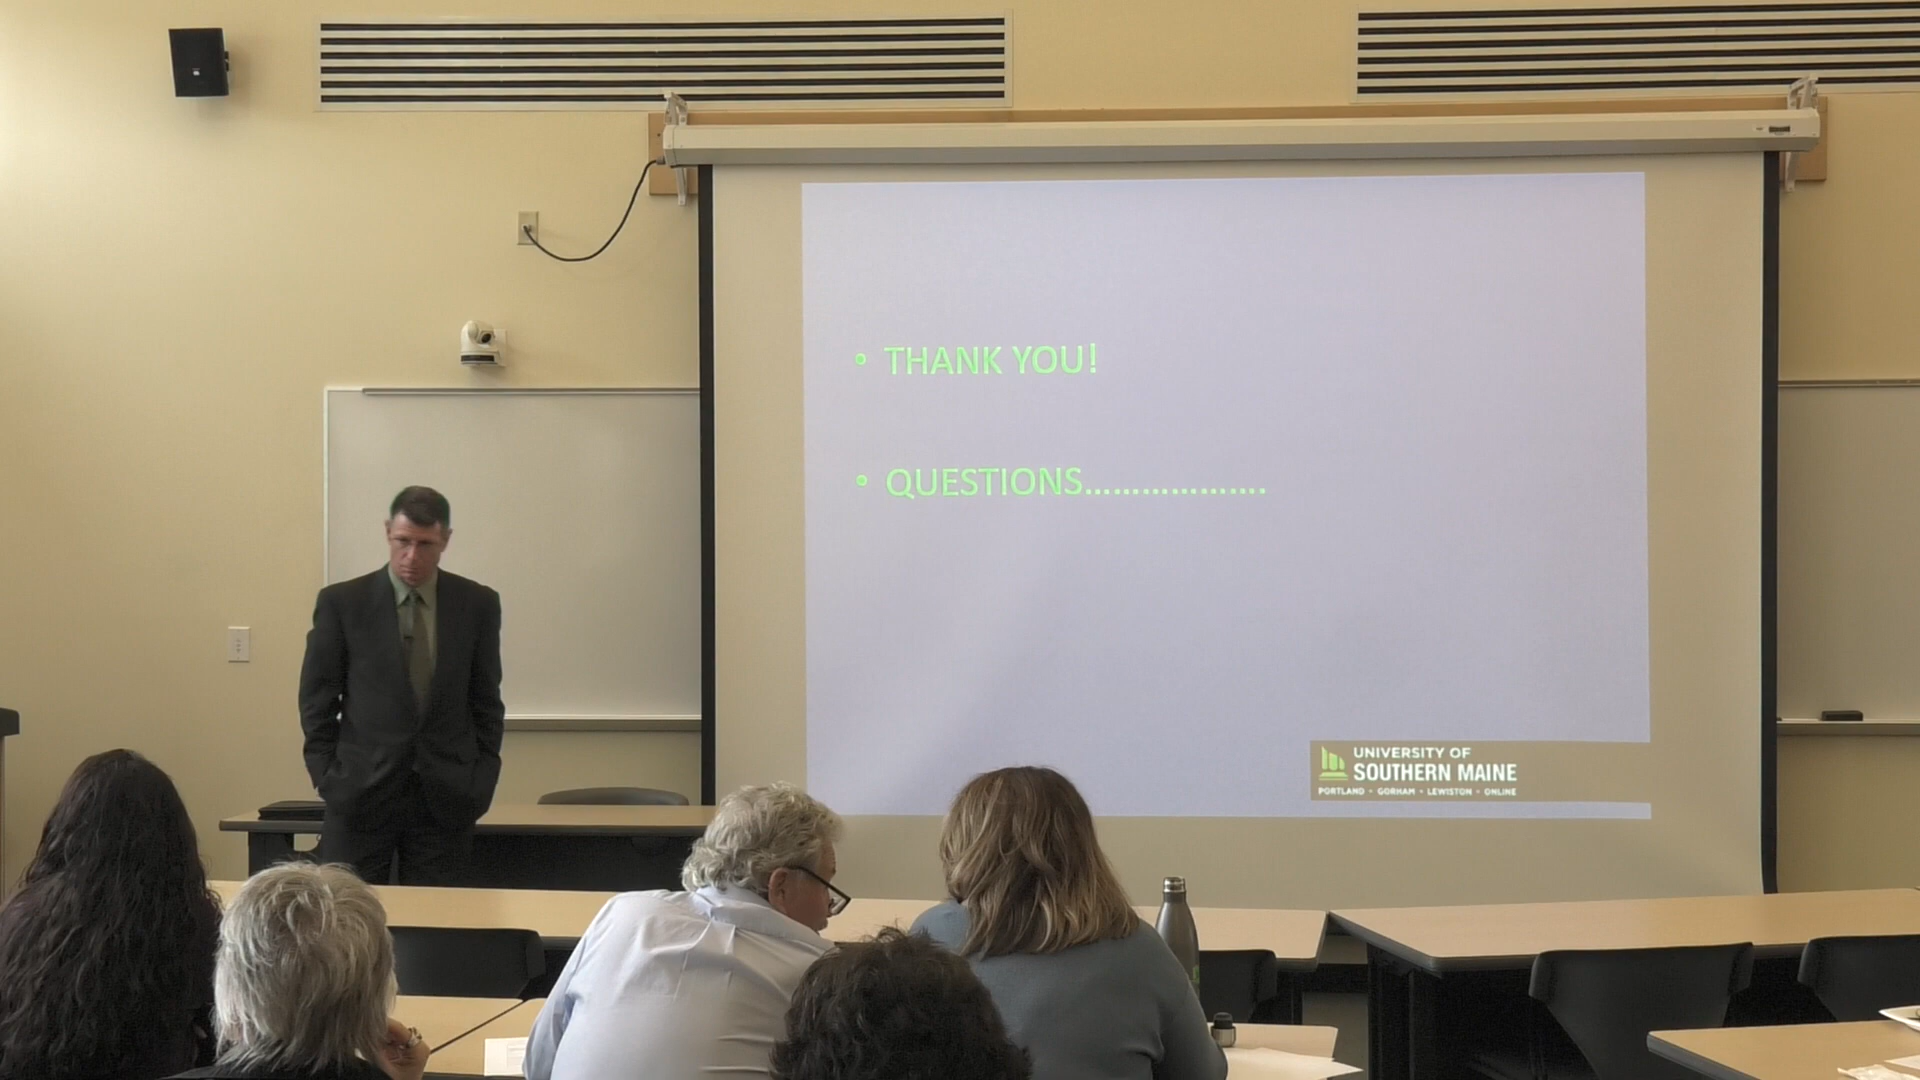 • THANK YOU!
• QUESTIONS...................
UNIVERSITY OF
SOUTHERN MAINE
PORTLAND • GORHAM • LEWISTON • ONLINE